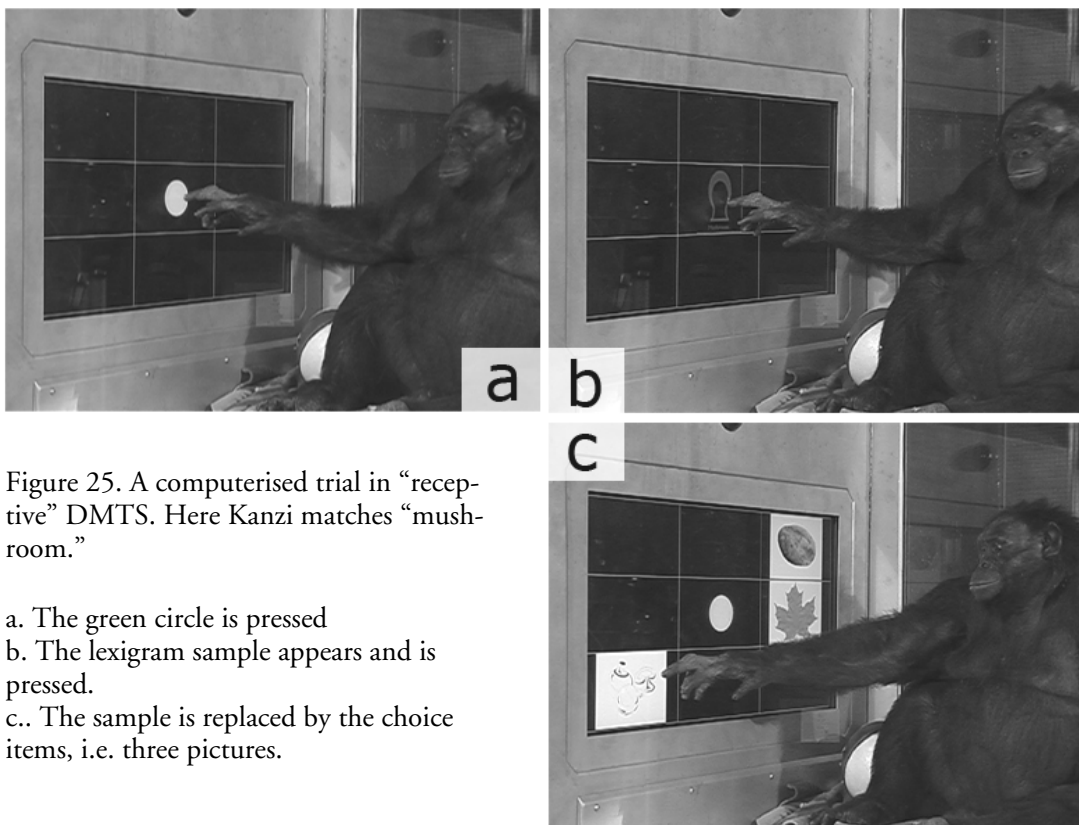 a
b
c
Figure 25. A computerised trial in “recep-
tive” DMTS. Here Kanzi matches “mush-
room.”
a. The green circle is pressed
b. The lexigram sample appears and is
pressed.
c.. The sample is replaced by the choice
items, i.e. three pictures.